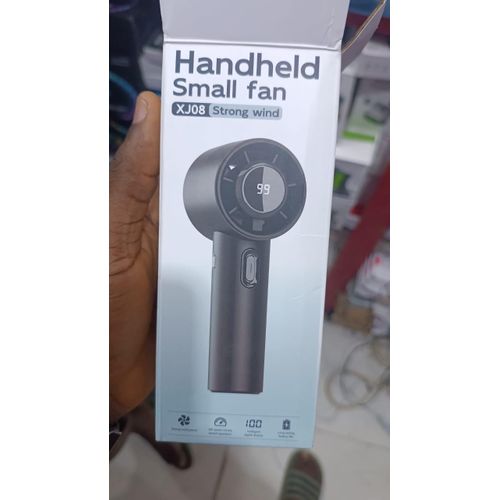 Handheld
Small fan
XJ08 Strong wind
99
100